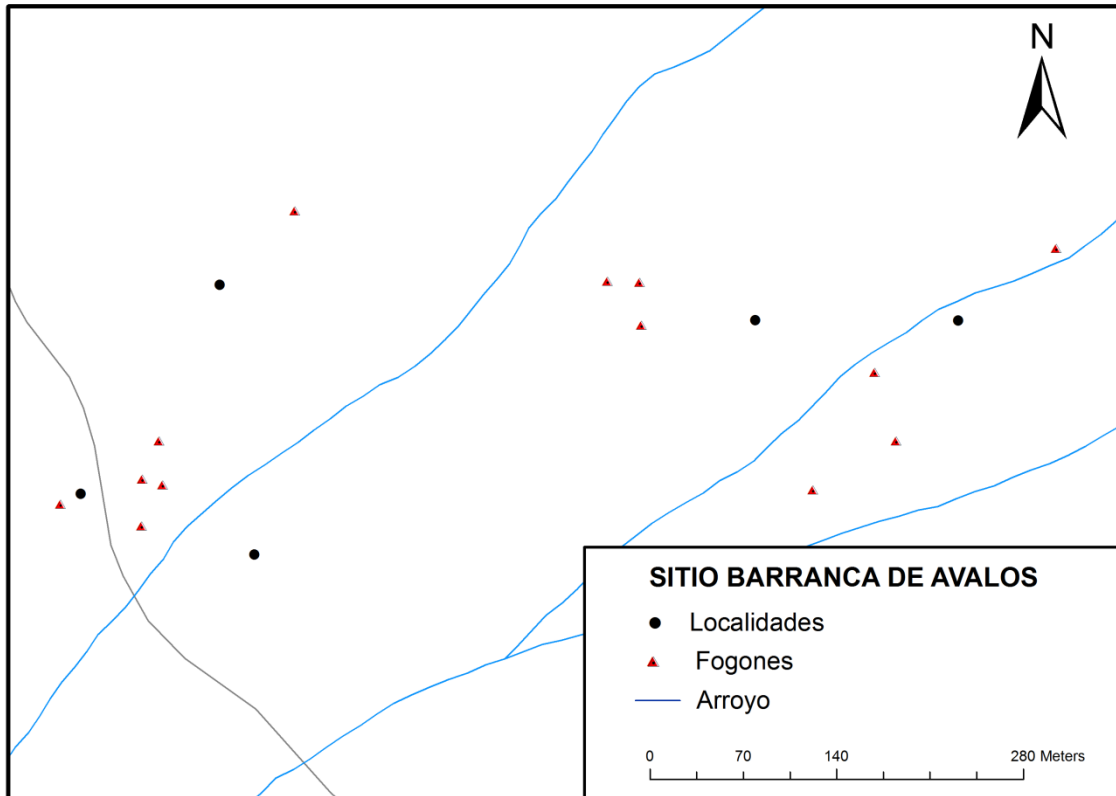 N
SITIO BARRANCA DE AVALOS
Localidades
Fogones
Arroyo
0 70 140 280 Meters